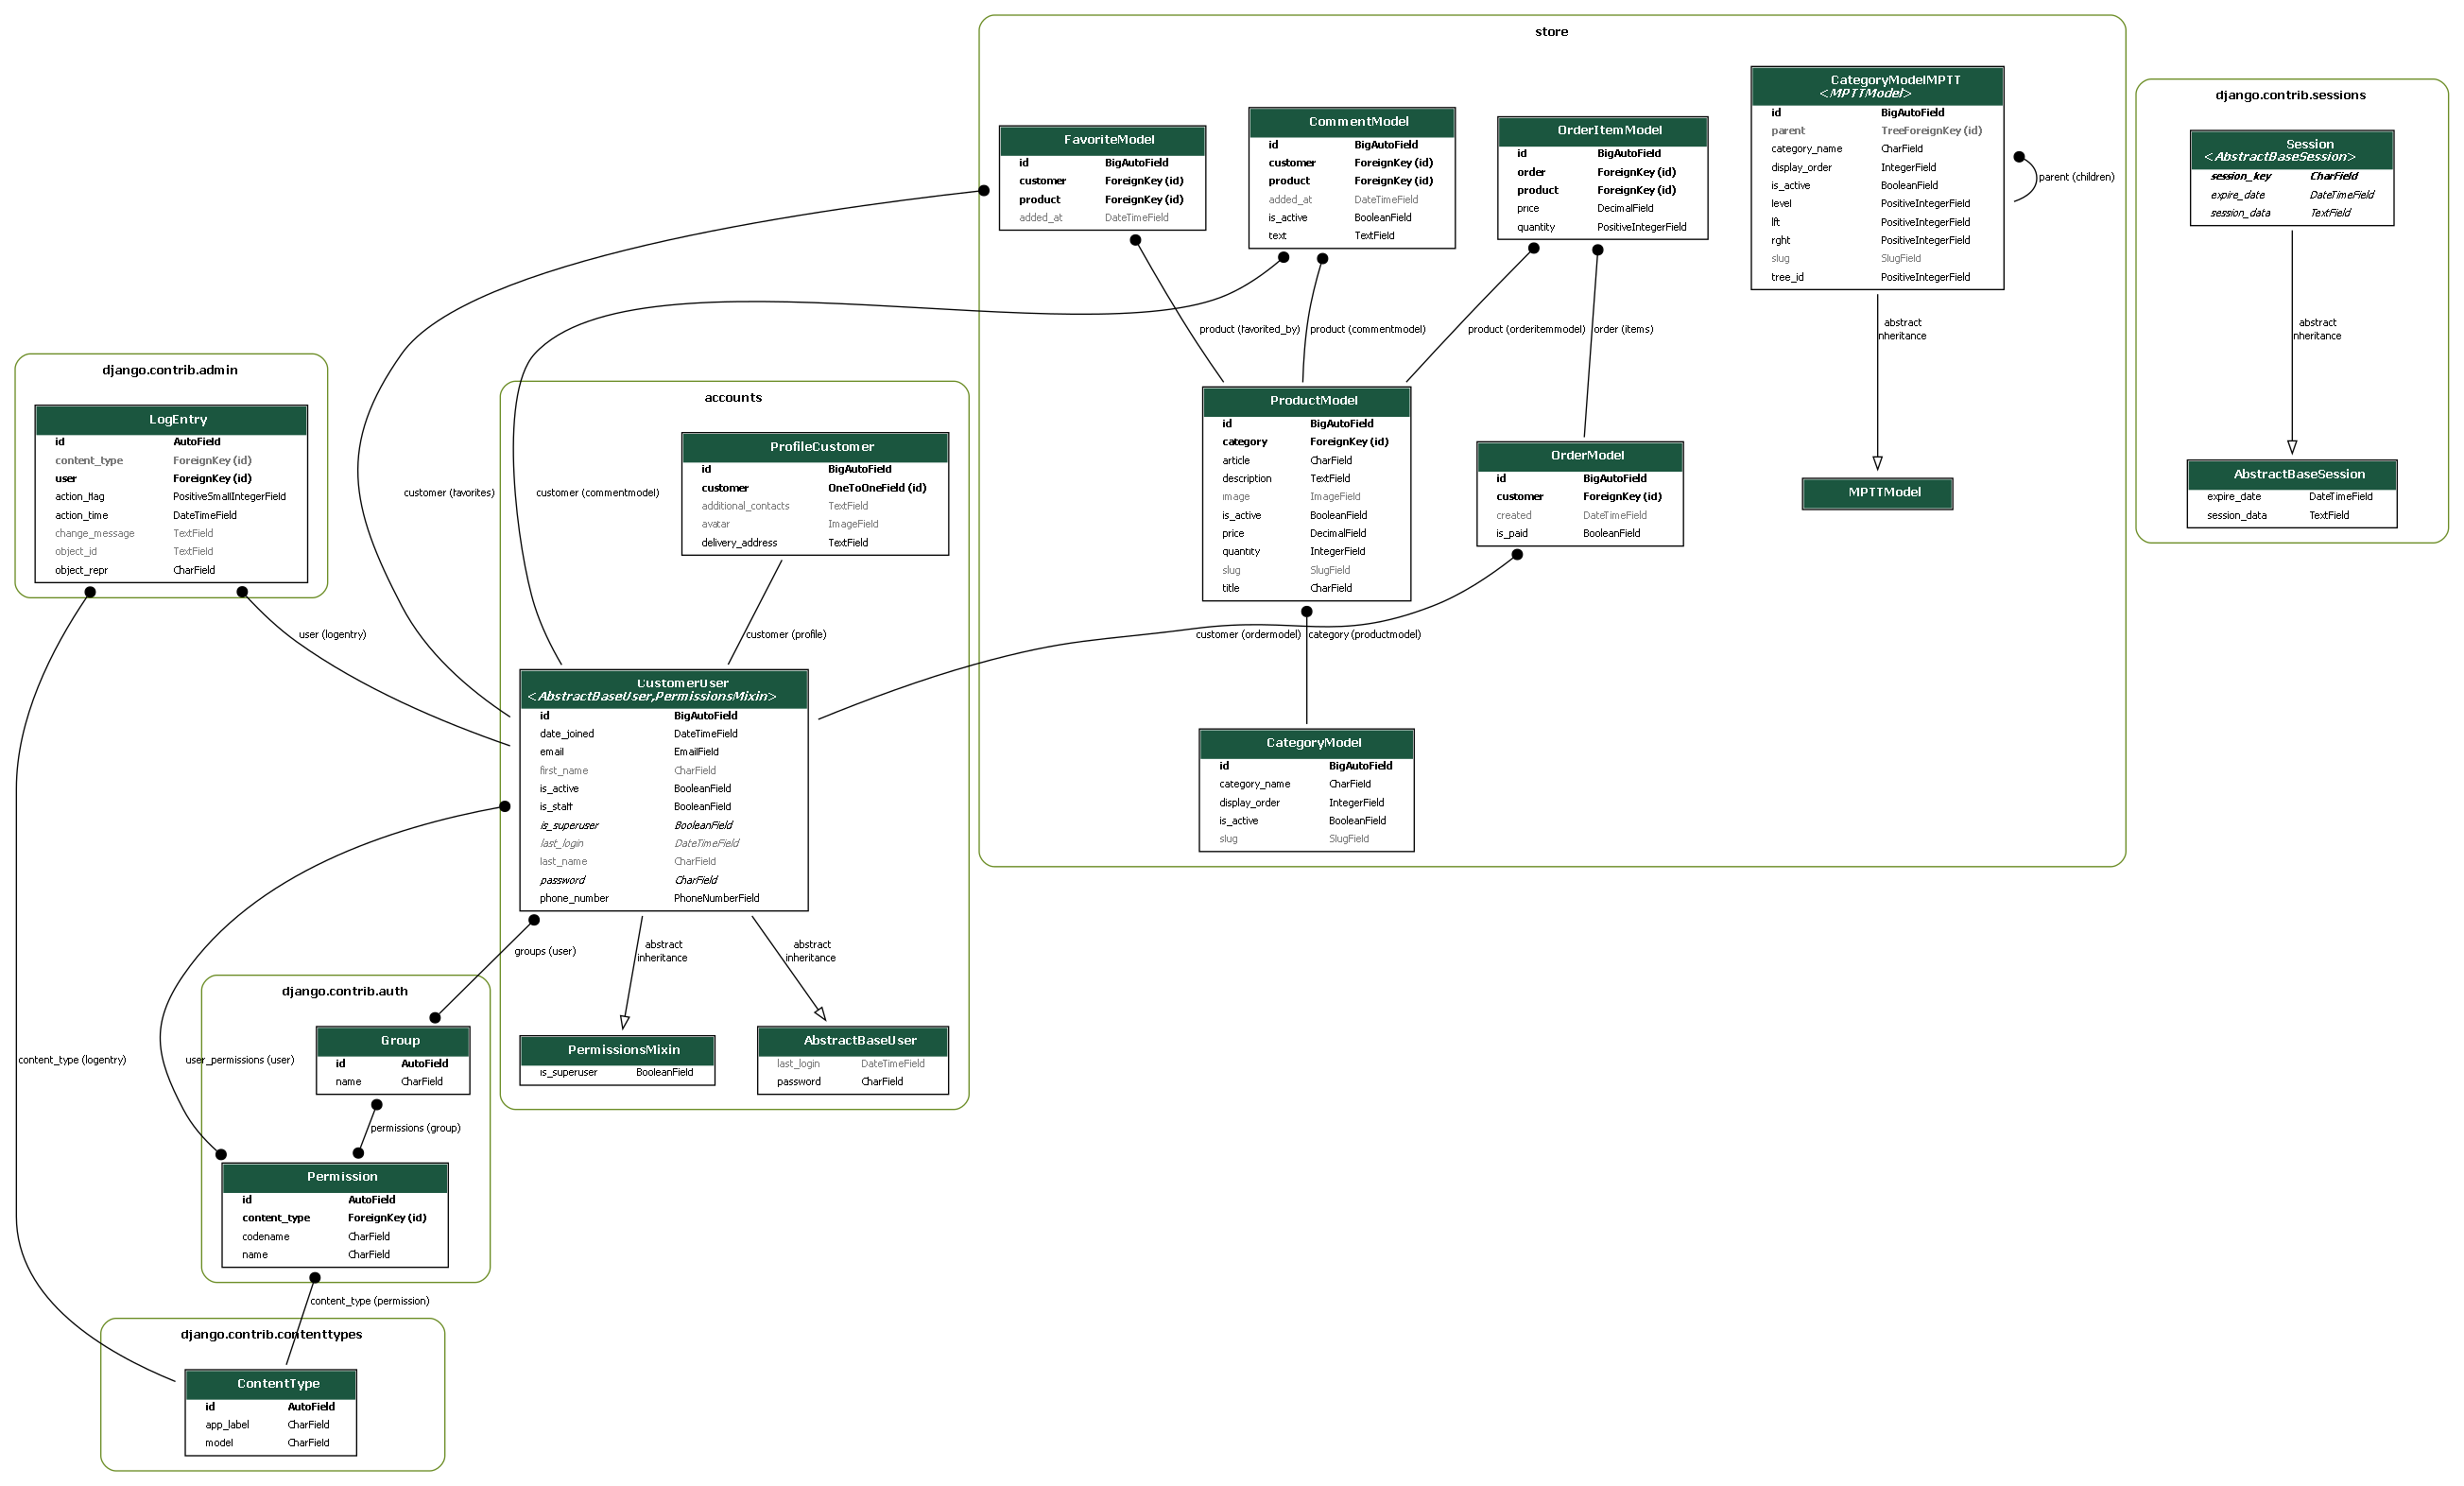 store
FavoriteModel
id BigAutoField
customer ForeignKey (id)
product ForeignKey (id)
added_at DateTimeField
CommentModel
id BigAutoField
customer ForeignKey (id)
product ForeignKey (id)
added_at DateTimeField
is_active BooleanField
text TextField
OrderItemModel
id BigAutoField
order ForeignKey (id)
product ForeignKey (id)
price DecimalField
quantity PositiveIntegerField
CategoryModelMPTT
<MPTTModel>
id BigAutoField
parent TreeForeignKey (id)
category_name CharField
display_order IntegerField
is_active BooleanField
level PositiveIntegerField
lft PositiveIntegerField
rght PositiveIntegerField
slug SlugField
tree_id PositiveIntegerField
parent (children)
django.contrib.sessions
Session
<AbstractBaseSession>
session_key CharField
expire_date DateTimeField
session_data TextField
product (favorited_by)
product (commentmodel)
product (orderitemmodel)
order (items)
abstract
inheritance
abstract
inheritance
django.contrib.admin
LogEntry
id AutoField
content_type ForeignKey (id)
user ForeignKey (id)
action_flag PositiveSmallIntegerField
action_time DateTimeField
change_message TextField
object_id TextField
object_repr CharField
customer (favorites)
customer (commentmodel)
accounts
ProfileCustomer
id BigAutoField
customer OneToOneField (id)
additional_contacts TextField
avatar ImageField
delivery_address TextField
ProductModel
id BigAutoField
category ForeignKey (id)
article CharField
description TextField
image ImageField
is_active BooleanField
price DecimalField
quantity IntegerField
slug SlugField
title CharField
OrderModel
id BigAutoField
customer ForeignKey (id)
created DateTimeField
is_paid BooleanField
MPTTModel
AbstractBaseSession
expire_date DateTimeField
session_data TextField
user (logentry)
customer (profile)
customer (ordermodel)
category (productmodel)
CustomerUser
<AbstractBaseUser,PermissionsMixin>
id BigAutoField
date_joined DateTimeField
email EmailField
first_name CharField
is_active BooleanField
is_staff BooleanField
is_superuser BooleanField
last_login DateTimeField
last_name CharField
password CharField
phone_number PhoneNumberField
CategoryModel
id BigAutoField
category_name CharField
display_order IntegerField
is_active BooleanField
slug SlugField
groups (user)
abstract
inheritance
abstract
inheritance
django.contrib.auth
Group
id AutoField
name CharField
PermissionsMixin
is_superuser BooleanField
AbstractBaseUser
last_login DateTimeField
password CharField
content_type (logentry)
user_permissions (user)
permissions (group)
Permission
id AutoField
content_type ForeignKey (id)
codename CharField
name CharField
content_type (permission)
django.contrib.contenttypes
ContentType
id AutoField
app_label CharField
model CharField